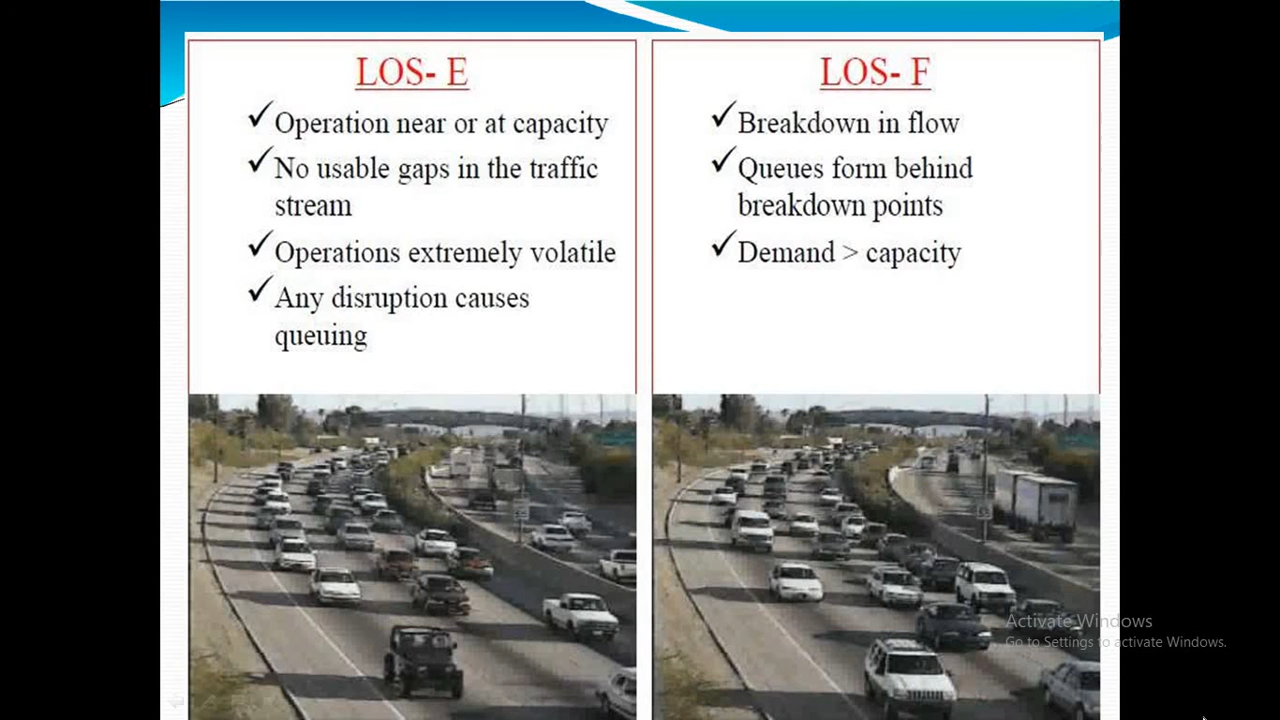 LOS- E
✓Operation near or at capacity
✓No usable gaps in the traffic
stream
✓Operations extremely volatile
✓Any disruption causes
queuing
LOS- F
✓Breakdown in flow
✓Queues form behind
breakdown points
✓Demand > capacity
Activate Windows
Go to Settings to activate Windows.